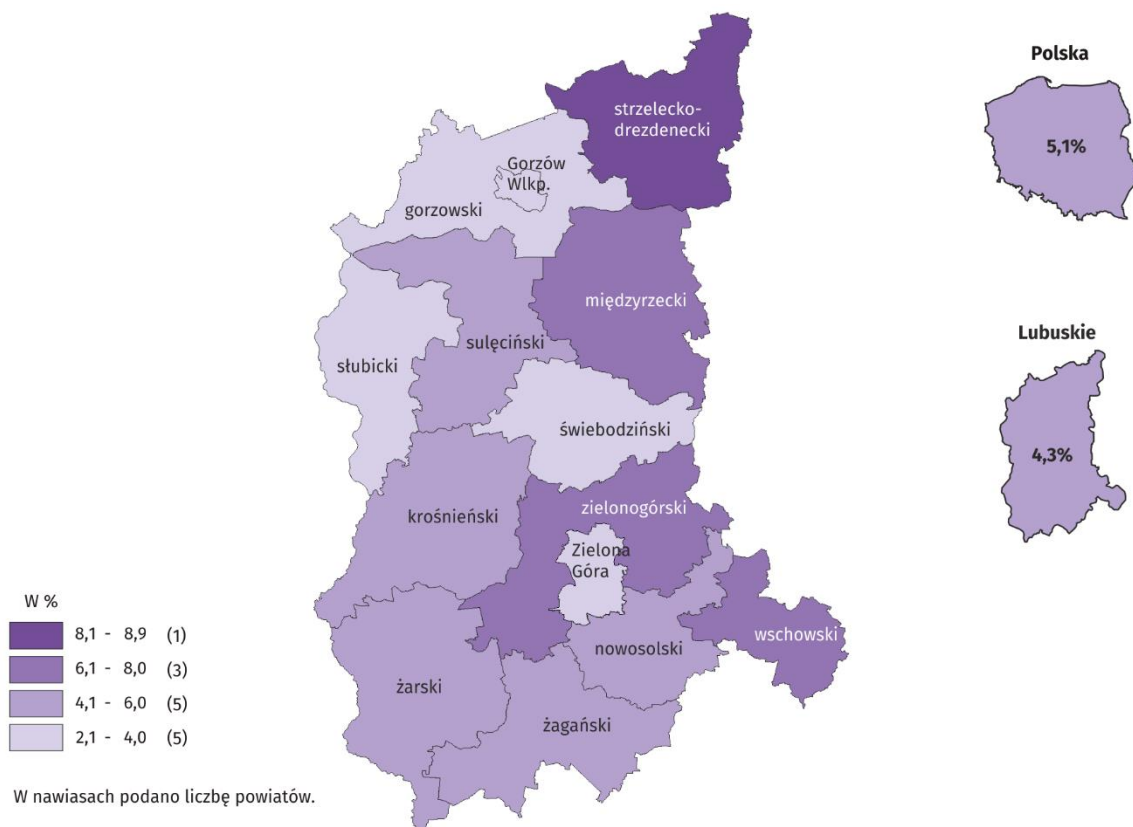 Polska
5,1%
Lubuskie
4,3%
strzelecko-
drezdenecki
Gorzów
Wlkp.
gorzowski
międzyrzecki
sulęciński
słubicki
świebodziński
zielonogórski
krośnieński
Zielona
Góra
wschowski
nowosolski
żarski
żagański
W %
8,1 - 8,9 (1)
6,1 - 8,0 (3)
4,1 - 6,0 (5)
2,1 - 4,0 (5)
W nawiasach podano liczbę powiatów.